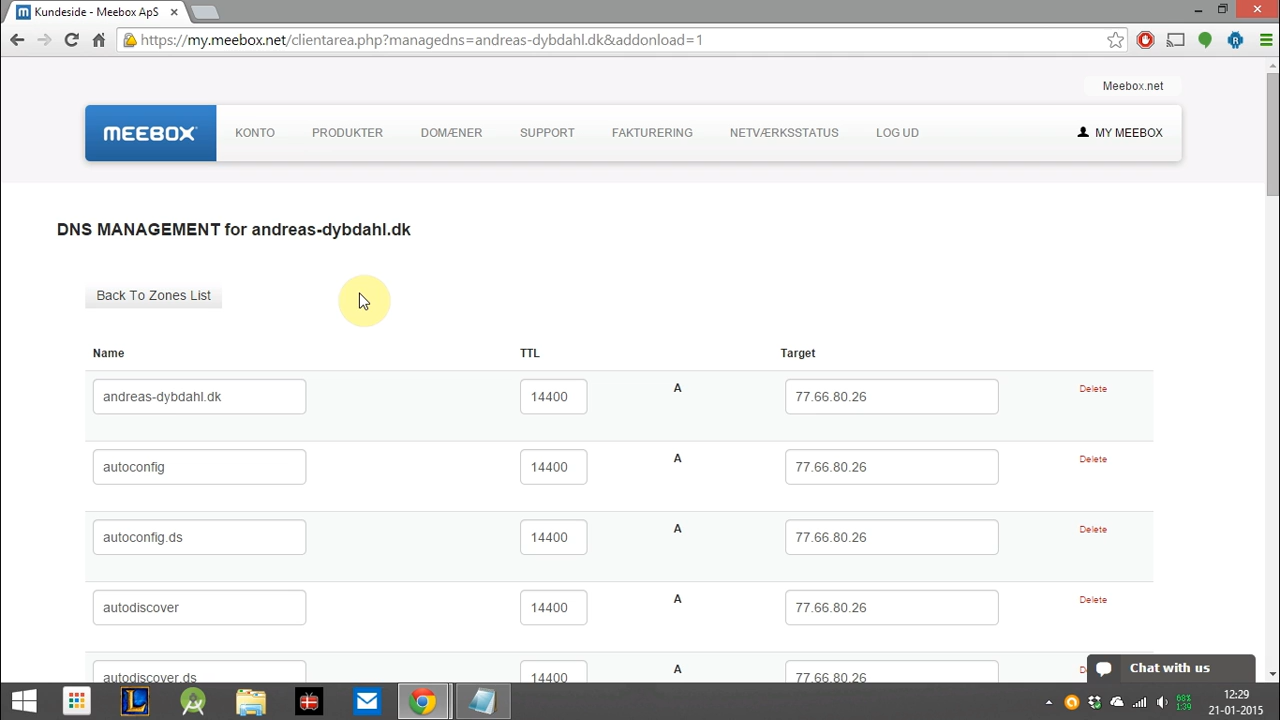 Kundeside - Meebox ApS
https://my.meebox.net/clientarea.php?managedns=andreas-dybdahl.dk&addonload=1
Meebox.net
MEEBOX KONTO PRODUKTER DOMÆNER SUPPORT FAKTURERING NETVÆRKSSTATUS LOG UD MY MEEBOX
DNS MANAGEMENT for andreas-dybdahl.dk
Back To Zones List
Name TTL Target
andreas-dybdahl.dk 14400 A 77.66.80.26 Delete
autoconfig 14400 A 77.66.80.26 Delete
autoconfig.ds 14400 A 77.66.80.26 Delete
autodiscover 14400 A 77.66.80.26 Delete
autodiscover.ds 14400 A 77.66.80.26
Chat with us
12:29
21-01-2015